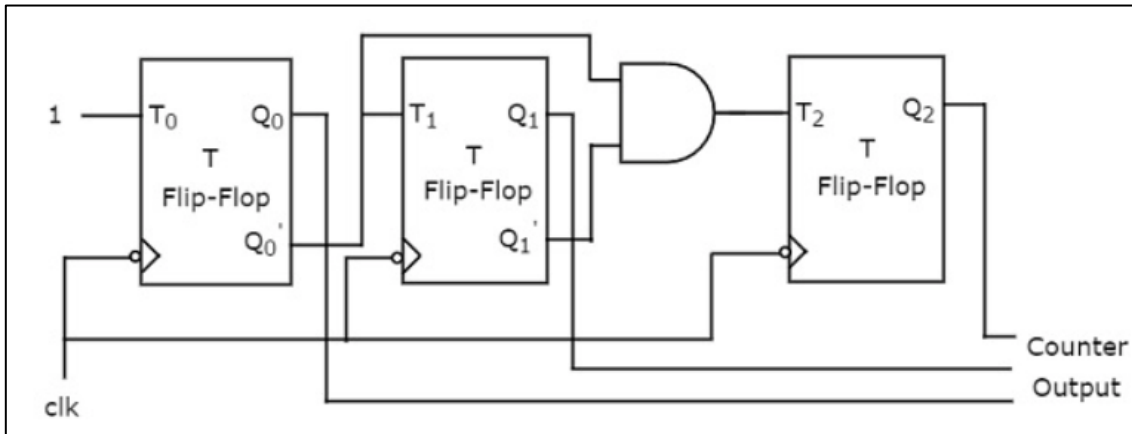 1
T₀
Q₀
T
Flip-Flop
Q₀'
T₁
Q₁
T
Flip-Flop
Q₁'
T₂
Q₂
T
Flip-Flop
clk
Counter
Output